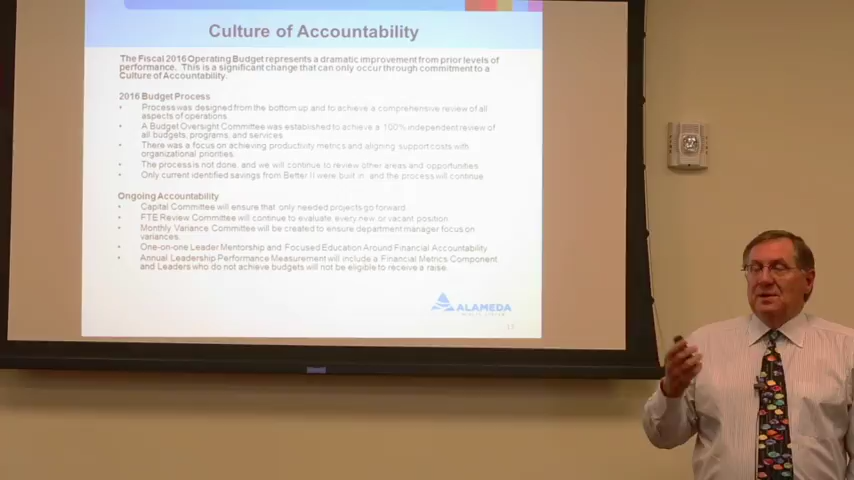 Culture of Accountability
The Fiscal 2016 Operating Budget represents a dramatic improvement from prior levels of
performance. This is a significant change that can only occur through commitment to a
Culture of Accountability.
2016 Budget Process
• Process was designed from the bottom up and to achieve a comprehensive review of all
aspects of operations
• A Budget Oversight Committee was established to achieve a 100% independent review of
all budgets, programs, and services
• There was a focus on achieving productivity metrics and aligning support costs with
organizational priorities
• The process is not done, and we will continue to review other areas and opportunities
• Only current identified savings from Better II were built in and the process will continue
Ongoing Accountability
• Capital Committee will ensure that only needed projects go forward
• FTE Review Committee will continue to evaluate every new or vacant position
• Monthly Variance Committee will be created to ensure department manager focus on
variances.
• One-on-one Leader Mentorship and Focused Education Around Financial Accountability
• Annual Leadership Performance Measurement will include a Financial Metrics Component
and Leaders who do not achieve budgets will not be eligible to receive a raise.
ALAMEDA